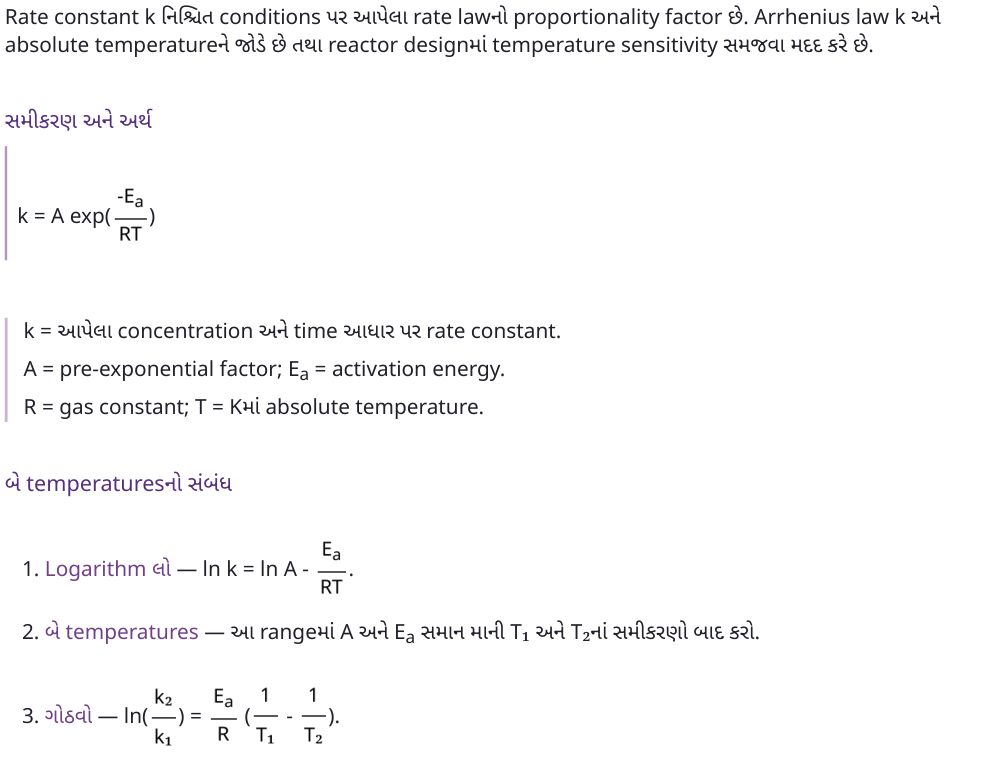 Rate constant k નિશ્ચિત conditions પર આપેલા rate lawનો proportionality factor છે. Arrhenius law k અને
absolute temperatureને જોડે છે તથા reactor designમાં temperature sensitivity સમજવા મદદ કરે છે.
સમીકરણ અને અર્થ
k = A exp(-Eₐ/RT)
k = આપેલા concentration અને time આધાર પર rate constant.
A = pre-exponential factor; Eₐ = activation energy.
R = gas constant; T = Kમાં absolute temperature.
બે temperaturesનો સંબંધ
1. Logarithm લો — ln k = ln A - Eₐ/RT.
2. બે temperatures — આ rangeમાં A અને Eₐ સમાન માની T₁ અને T₂નાં સમીકરણો બાદ કરો.
3. ગોઠવો — ln(k₂/k₁) = Eₐ/R (1/T₁ - 1/T₂).